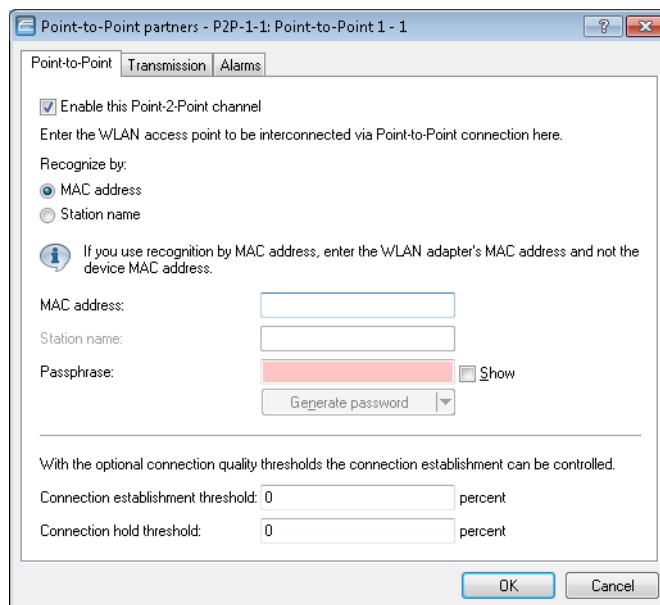 Point-to-Point partners - P2P-1-1: Point-to-Point 1 - 1
?
Point-to-Point Transmission Alarms
Enable this Point-2-Point channel
Enter the WLAN access point to be interconnected via Point-to-Point connection here.
Recognize by:
MAC address
Station name
If you use recognition by MAC address, enter the WLAN adapter's MAC address and not the
device MAC address.
MAC address:
Station name:
Passphrase: Show
Generate password
With the optional connection quality thresholds the connection establishment can be controlled.
Connection establishment threshold: 0 percent
Connection hold threshold: 0 percent
OK Cancel